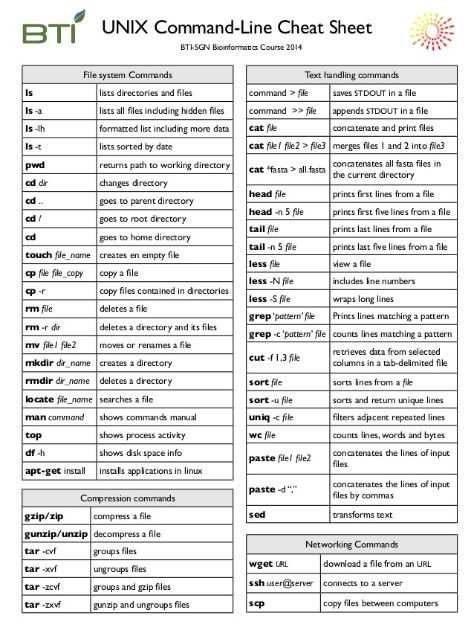 BTI
UNIX Command-Line Cheat Sheet
BTI-SGN Bioinformatics Course 2014
File system Commands
ls lists directories and files
ls -a lists all files including hidden files
ls -lh formatted list including more data
ls -t lists sorted by date
pwd returns path to working directory
cd dir changes directory
cd .. goes to parent directory
cd / goes to root directory
cd goes to home directory
touch file_name creates en empty file
cp file file_copy copy a file
cp -r copy files contained in directories
rm file deletes a file
rm -r dir deletes a directory and its files
mv file1 file2 moves or renames a file
mkdir dir_name creates a directory
rmdir dir_name deletes a directory
locate file_name searches a file
man command shows commands manual
top shows process activity
df -h shows disk space info
apt-get install installs applications in linux
Compression commands
gzip/zip compress a file
gunzip/unzip decompress a file
tar -cvf groups files
tar -xvf ungroups files
tar -zcvf groups and gzip files
tar -zxvf gunzip and ungroups files
Text handling commands
command > file saves STDOUT in a file
command >> file appends STDOUT in a file
cat file concatenate and print files
cat file1 file2 > file3 merges files 1 and 2 into file3
cat *fasta > all.fasta concatenates all fasta files in
the current directory
head file prints first lines from a file
head -n 5 file prints first five lines from a file
tail file prints last lines from a file
tail -n 5 file prints last five lines from a file
less file view a file
less -N file includes line numbers
less -S file wraps long lines
grep ‘pattern’ file Prints lines matching a pattern
grep -c ‘pattern’ file counts lines matching a pattern
cut -f 1,3 file retrieves data from selected
columns in a tab-delimited file
sort file sorts lines from a file
sort -u file sorts and return unique lines
uniq -c file filters adjacent repeated lines
wc file counts lines, words and bytes
paste file1 file2 concatenates the lines of input
files
paste -d “,” concatenates the lines of input
files by commas
sed transforms text
Networking Commands
wget URL download a file from an URL
ssh user@server connects to a server
scp copy files between computers